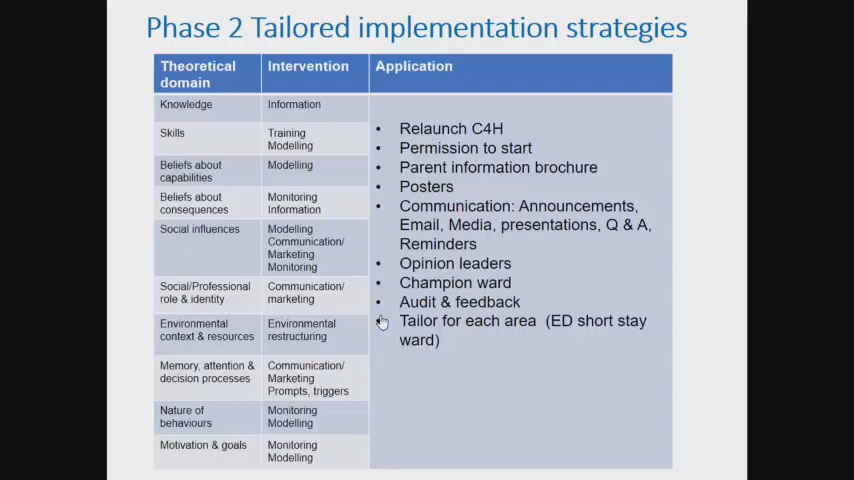 Phase 2 Tailored implementation strategies
Theoretical
domain
Intervention
Application
Knowledge
Information
Skills
Training
Modelling
Beliefs about
capabilities
Modelling
Beliefs about
consequences
Monitoring
Information
Social influences
Modelling
Communication/
Marketing
Monitoring
Social/Professional
role & identity
Communication/
marketing
Environmental
context & resources
Environmental
restructuring
Memory, attention &
decision processes
Communication/
Marketing
Prompts, triggers
Nature of
behaviours
Monitoring
Modelling
Motivation & goals
Monitoring
Modelling
• Relaunch C4H
• Permission to start
• Parent information brochure
• Posters
• Communication: Announcements,
Email, Media, presentations, Q & A,
Reminders
• Opinion leaders
• Champion ward
• Audit & feedback
• Tailor for each area (ED short stay
ward)